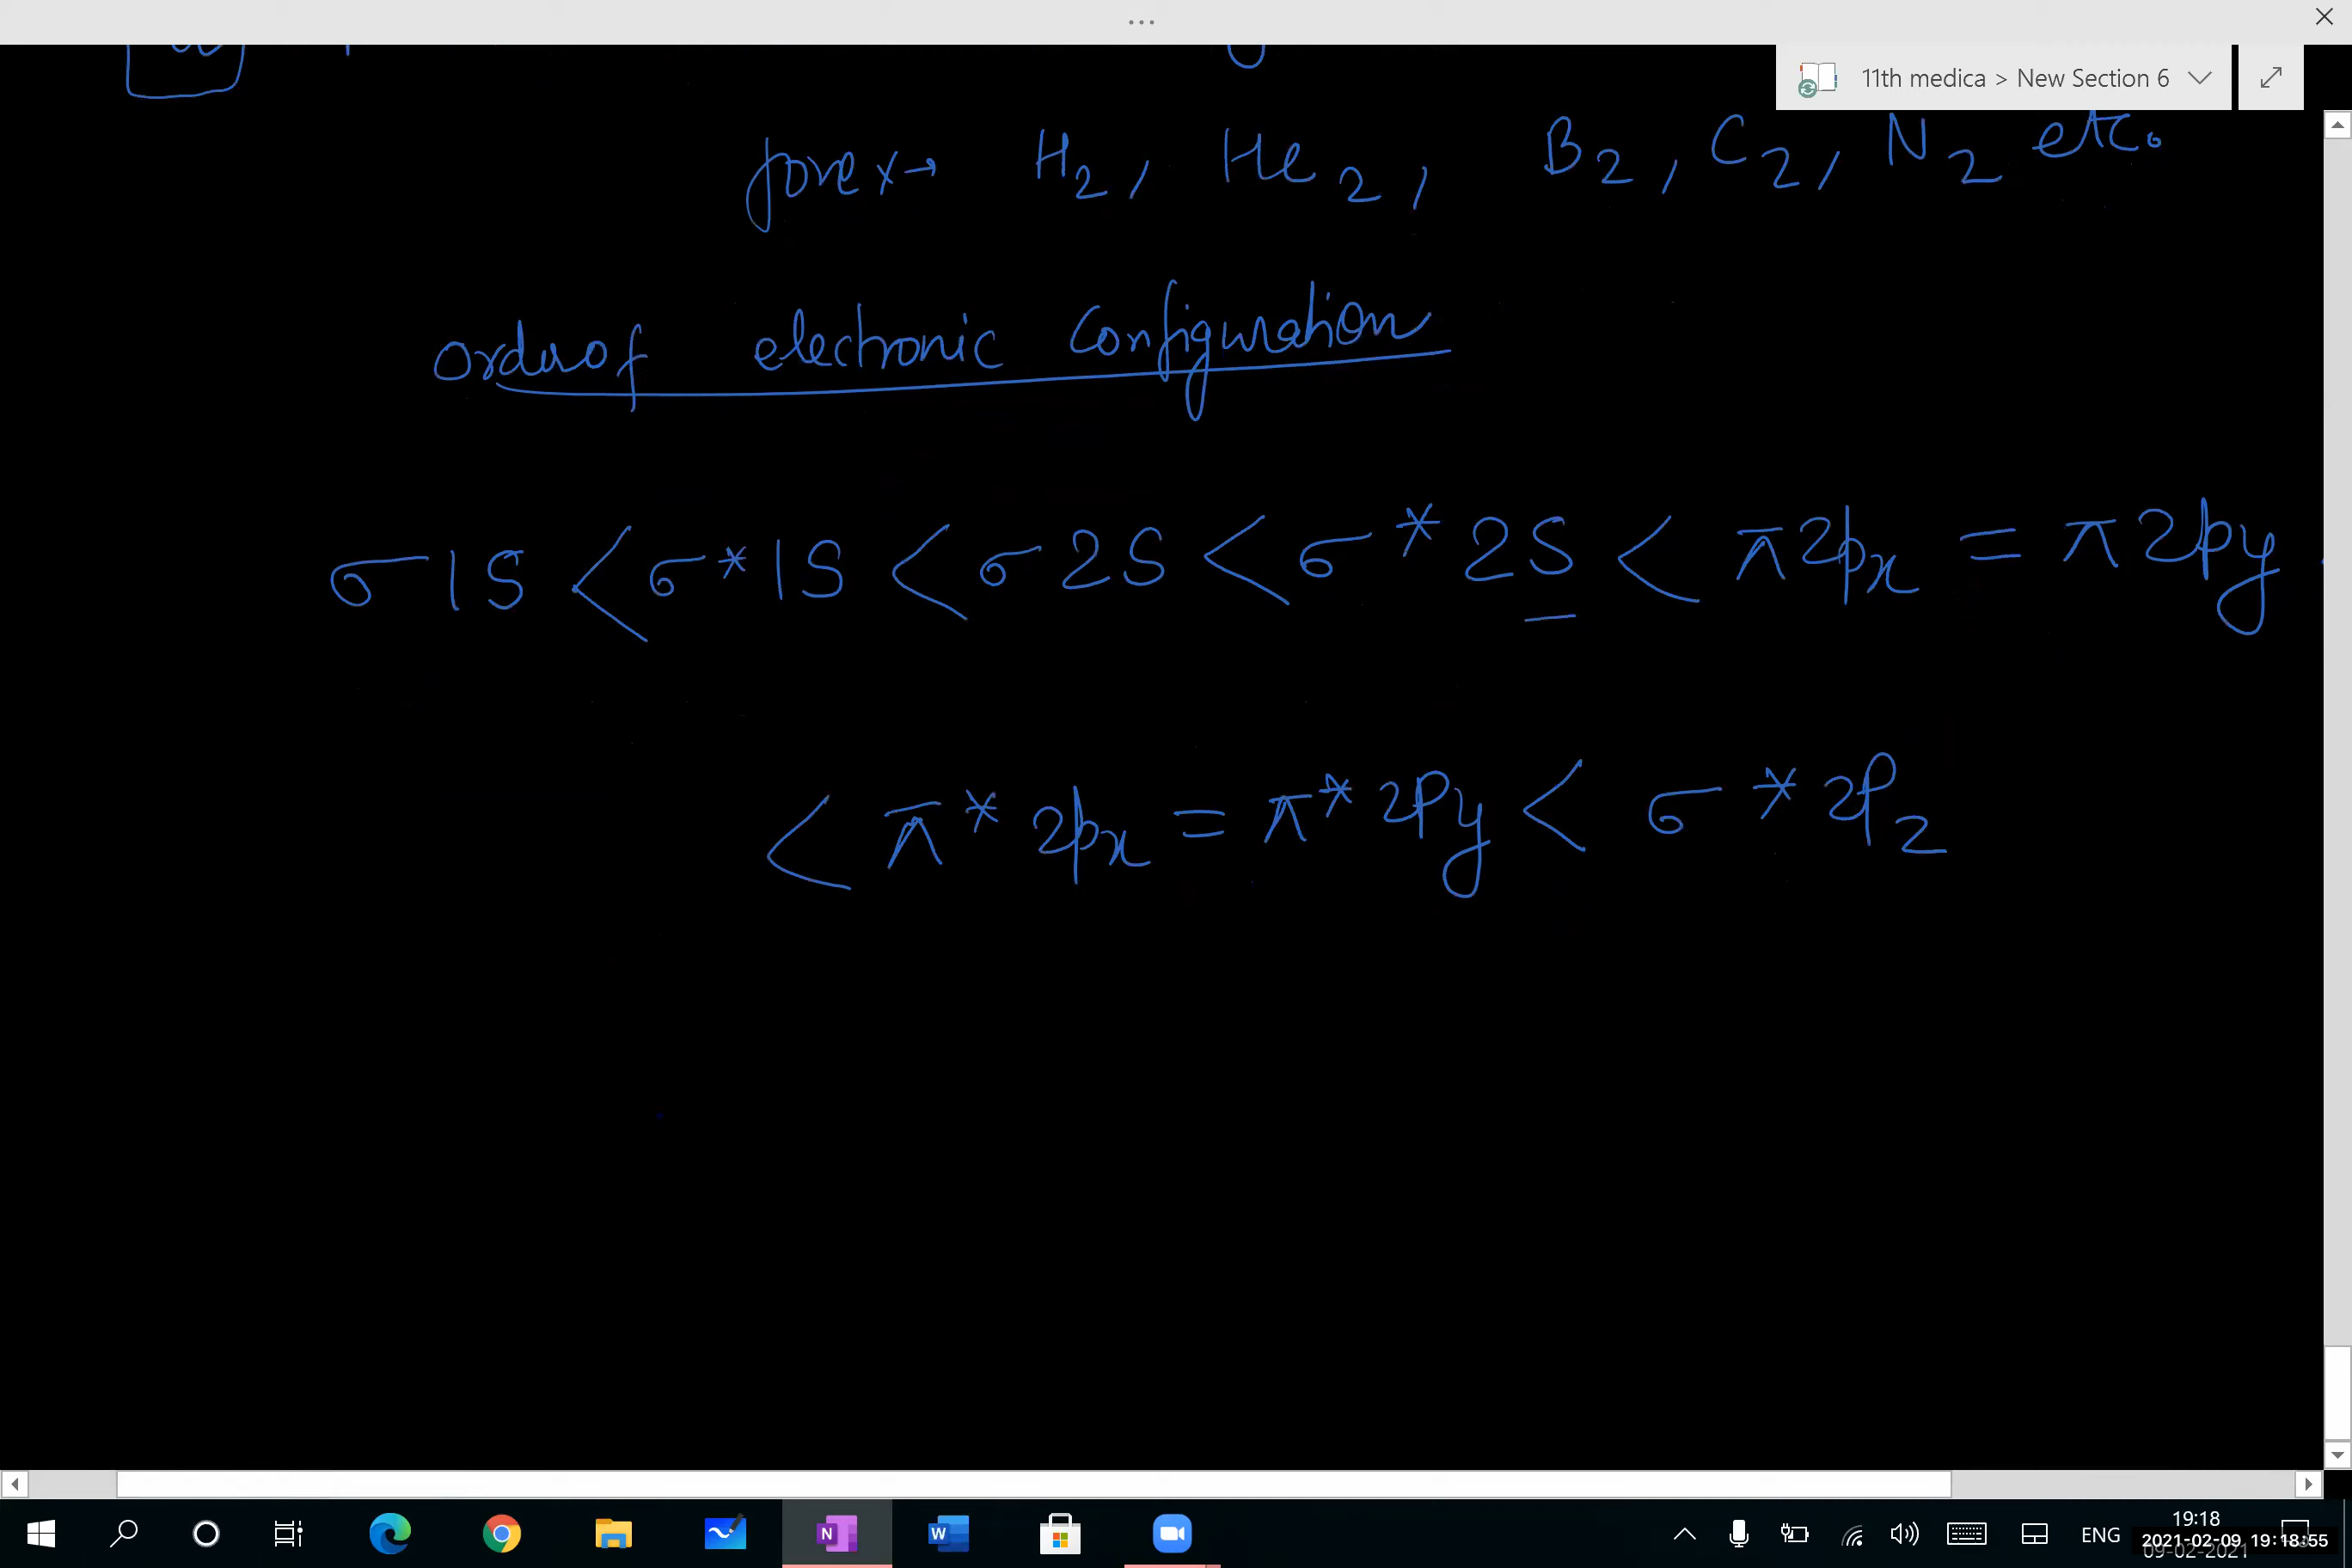 11th medica > New Section 6
forex→ H2, He2, B2, C2, N2 etc.
order of electronic configuration
σ1S < σ*1S < σ2S < σ*2S < π2px = π2py
< π*2px = π*2Py < σ*2Pz
ENG
19:18
2021-02-09 19:18:55
09-02-2021